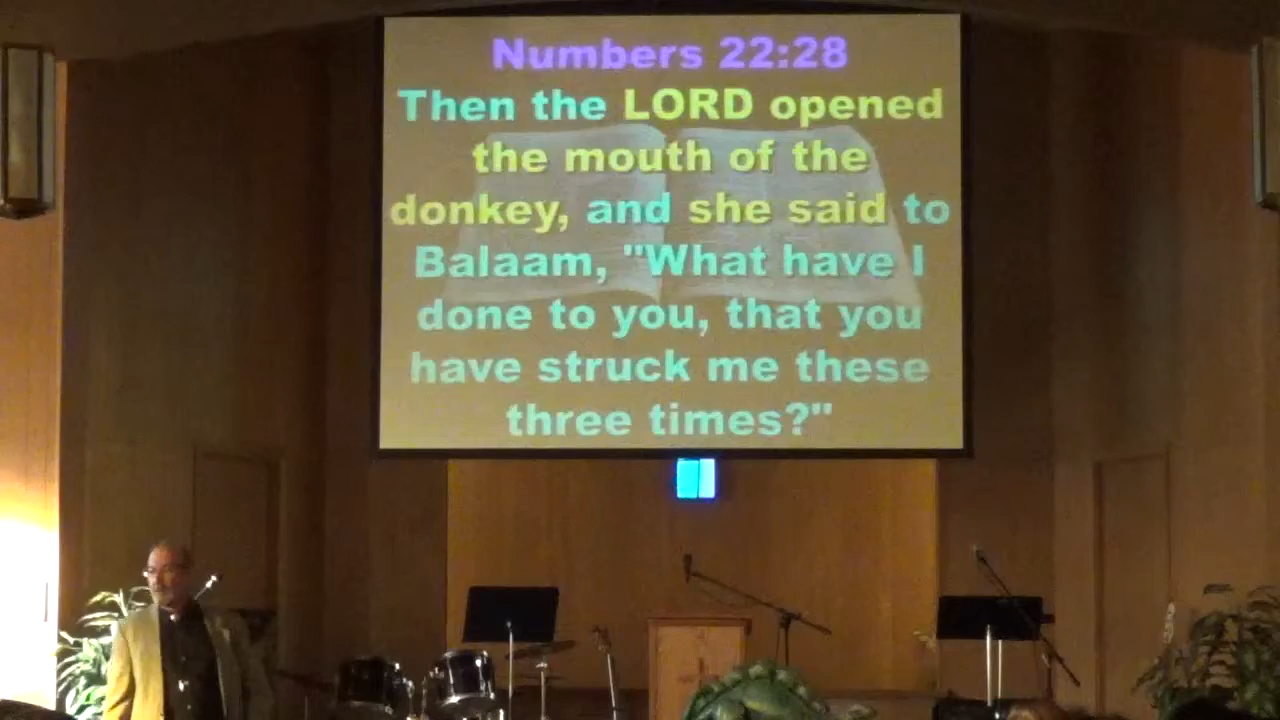 Numbers 22:28
Then the LORD opened
the mouth of the
donkey, and she said to
Balaam, "What have I
done to you, that you
have struck me these
three times?"